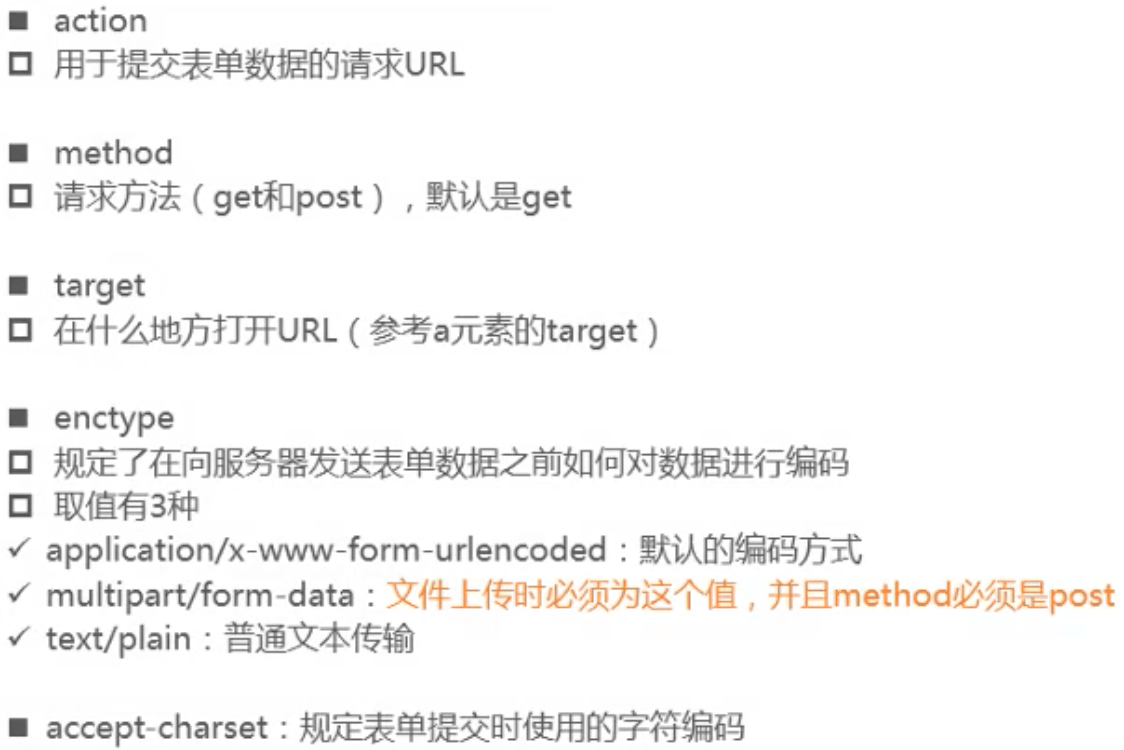 ■ action
□ 用于提交表单数据的请求URL
■ method
□ 请求方法（get和post），默认是get
■ target
□ 在什么地方打开URL（参考a元素的target）
■ enctype
□ 规定了在向服务器发送表单数据之前如何对数据进行编码
□ 取值有3种
✓ application/x-www-form-urlencoded：默认的编码方式
✓ multipart/form-data：文件上传时必须为这个值，并且method必须是post
✓ text/plain：普通文本传输
■ accept-charset：规定表单提交时使用的字符编码